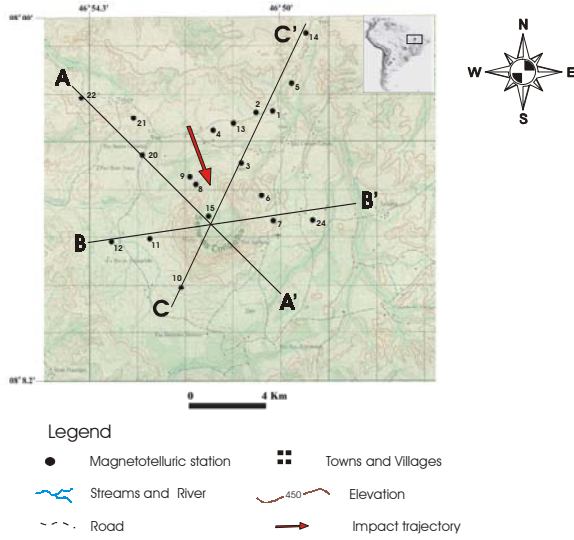 46°54.3'
46°50'
08°00'
N
W
E
S
C'
14
A
22
5
2
1
21
13
4
20
3
9
8
6
B'
15
7
24
B
12
11
10
A'
C
08°8.2'
0 4 Km
Legend
Magnetotelluric station
Towns and Villages
Streams and River
450
Elevation
Road
Impact trajectory